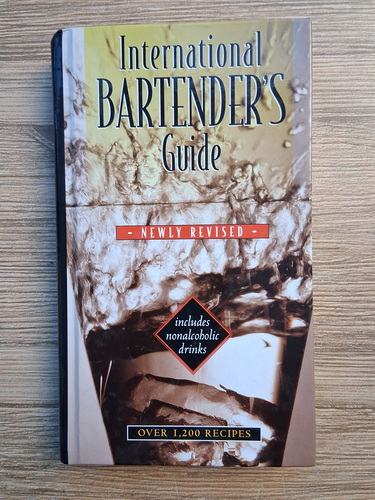 International
BARTENDER'S
Guide
- NEWLY REVISED -
includes
nonalcoholic
drinks
OVER 1,200 RECIPES